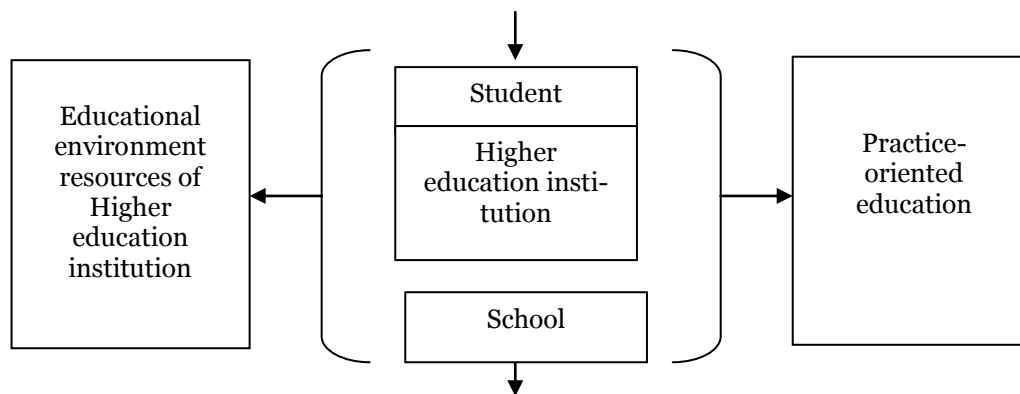 Educational
environment
resources of
Higher
education
institution
Student
Higher
education insti-
tution
School
Practice-
oriented
education